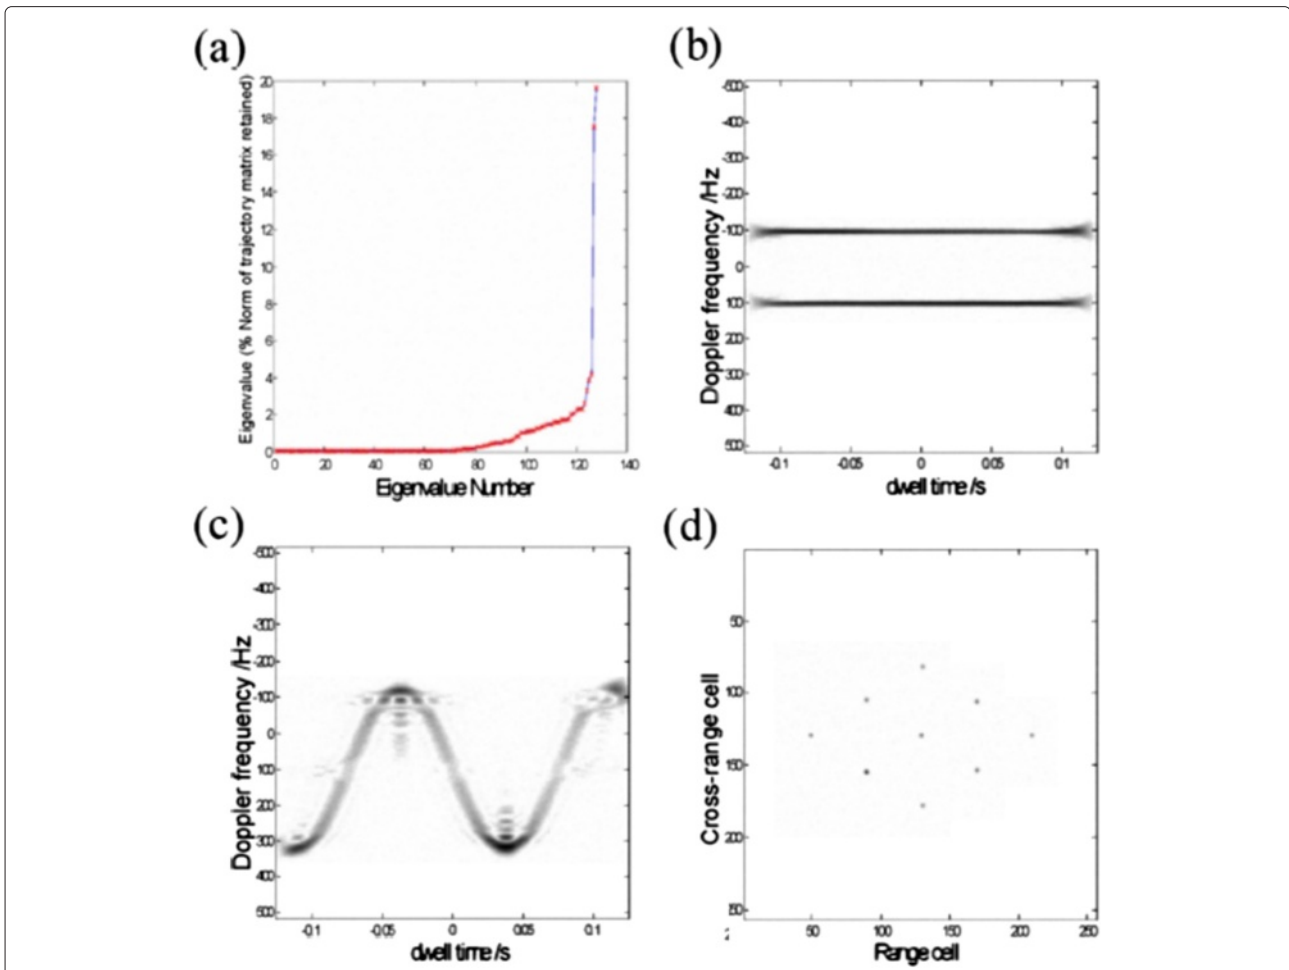 (a)
Eigenvalue (% Norm of trajectory matrix retained)
20
18
16
14
12
10
8
6
4
2
0
0 20 40 60 80 100 120 140
Eigenvalue Number
(b)
Doppler frequency /Hz
-500
-400
-300
-200
-100
0
100
200
300
400
500
-0.1 -0.05 0 0.05 0.1
dwell time /s
(c)
Doppler frequency /Hz
-500
-400
-300
-200
-100
0
100
200
300
400
500
-0.1 -0.05 0 0.05 0.1
dwell time /s
(d)
Cross-range cell
50
100
150
200
50 100 150 200 250
Range cell